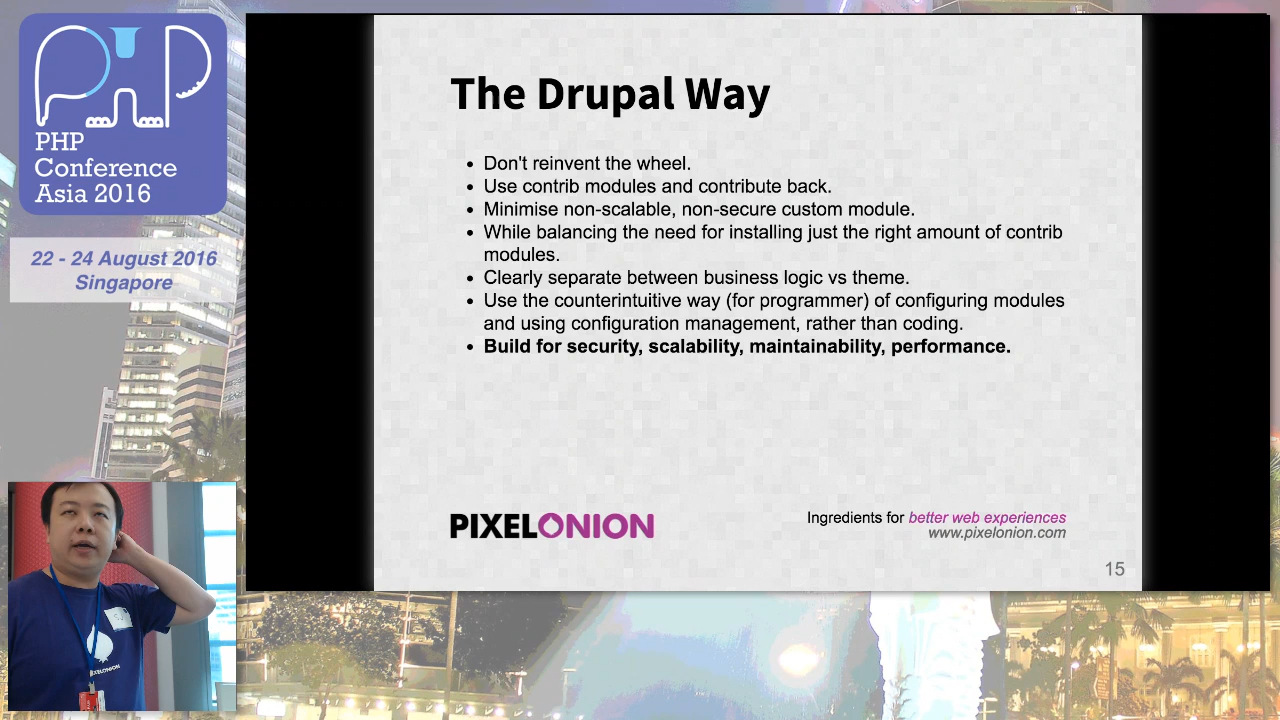 PHP
PHP
Conference
Asia 2016
22 - 24 August 2016
Singapore
The Drupal Way
• Don't reinvent the wheel.
• Use contrib modules and contribute back.
• Minimise non-scalable, non-secure custom module.
• While balancing the need for installing just the right amount of contrib
modules.
• Clearly separate between business logic vs theme.
• Use the counterintuitive way (for programmer) of configuring modules
and using configuration management, rather than coding.
• Build for security, scalability, maintainability, performance.
PIXELONION
Ingredients for better web experiences
www.pixelonion.com
15
PIXELONION